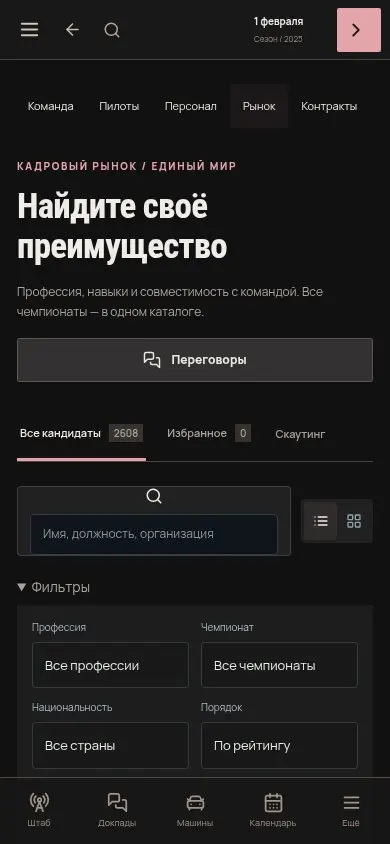 1 февраля
Сезон / 2025
Команда Пилоты Персонал Рынок Контракты
КАДРОВЫЙ РЫНОК / ЕДИНЫЙ МИР
Найдите своё
преимущество
Профессия, навыки и совместимость с командой. Все
чемпионаты — в одном каталоге.
Переговоры
Все кандидаты 2608 Избранное 0 Скаутинг
Имя, должность, организация
▼ Фильтры
Профессия Чемпионат
Все профессии Все чемпионаты
Национальность Порядок
Все страны По рейтингу
Штаб Доклады Машины Календарь Ещё